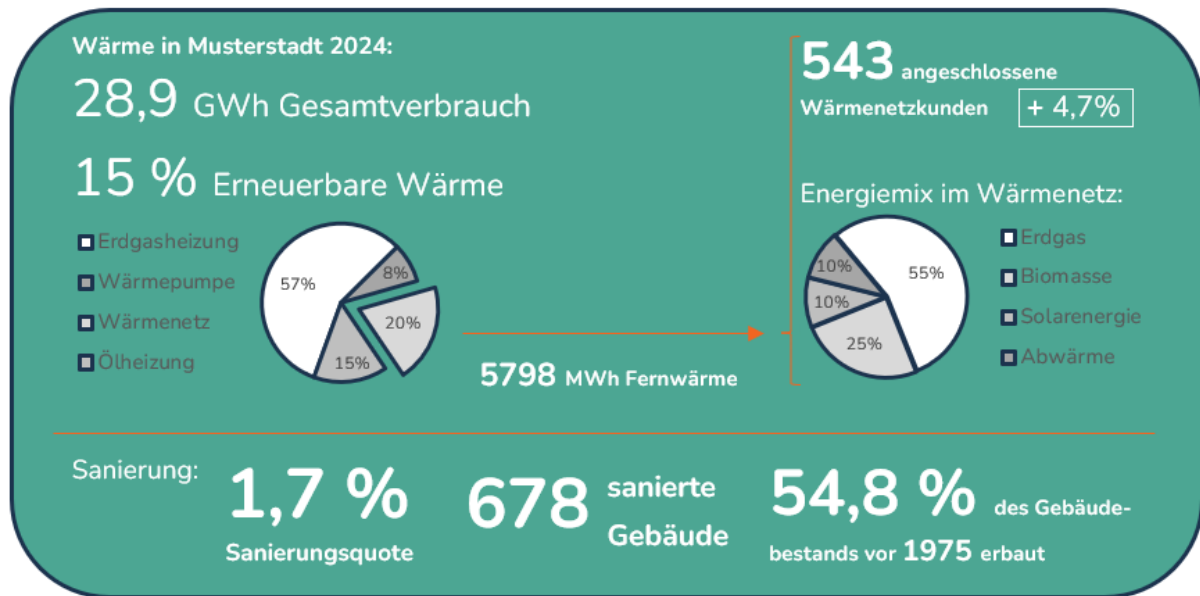 Wärme in Musterstadt 2024:
28,9 GWh Gesamtverbrauch
15 % Erneuerbare Wärme
Erdgasheizung
Wärmepumpe
Wärmenetz
Ölheizung
57%
8%
20%
15%
5798 MWh Fernwärme
543 angeschlossene
Wärmenetzkunden + 4,7%
Energiemix im Wärmenetz:
10%
55%
10%
25%
Erdgas
Biomasse
Solarenergie
Abwärme
Sanierung:
1,7 %
Sanierungsquote
678 sanierte
Gebäude
54,8 % des Gebäude-
bestands vor 1975 erbaut